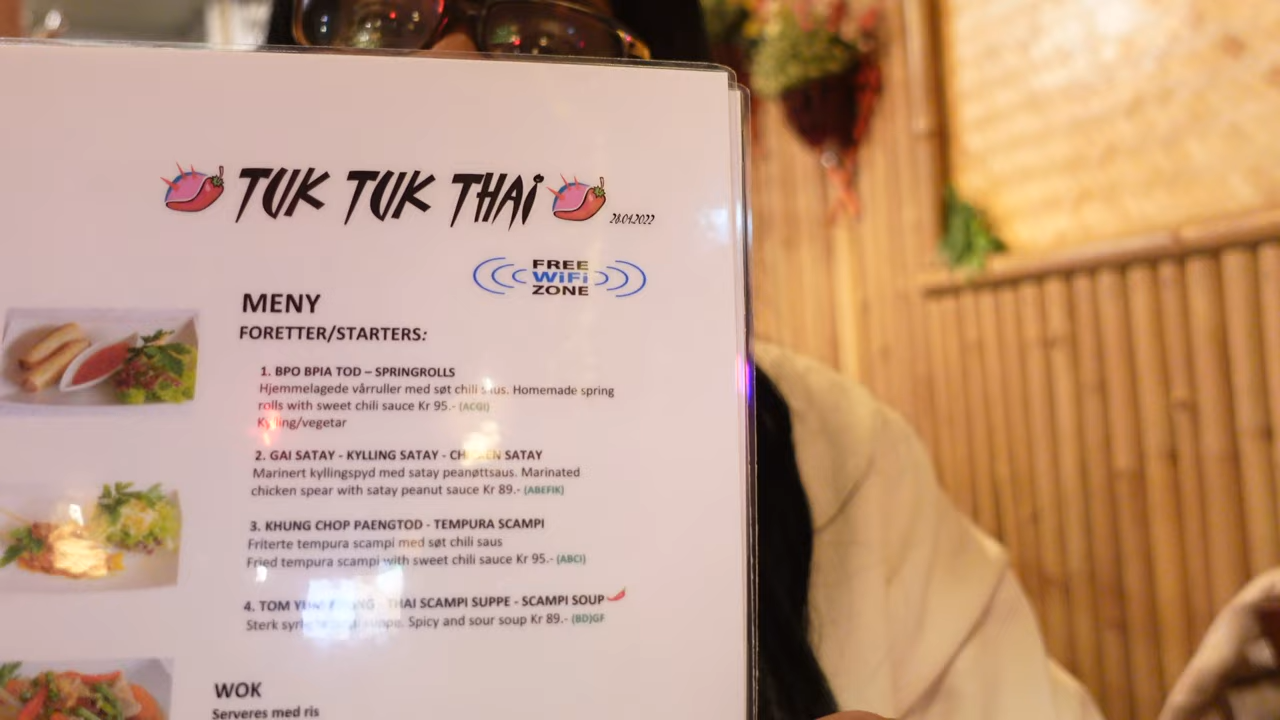 TUK TUK THAI
28.04.2022
FREE
WiFi
ZONE
MENY
FORETTER/STARTERS:
1. BPO BPIA TOD – SPRINGROLLS
Hjemmelagede vårruller med søt chili saus. Homemade spring
rolls with sweet chili sauce Kr 95.- (ACGI)
Kylling/vegetar
2. GAI SATAY - KYLLING SATAY - CHICKEN SATAY
Marinert kyllingspyd med satay peanøttsaus. Marinated
chicken spear with satay peanut sauce Kr 89.- (ABEFIK)
3. KHUNG CHOP PAENGTOD - TEMPURA SCAMPI
Friterte tempura scampi med søt chili saus
Fried tempura scampi with sweet chili sauce Kr 95.- (ABCI)
4. TOM - THAI SCAMPI SUPPE - SCAMPI SOUP
Sterk suppe. Spicy and sour soup Kr 89.- (BD)GF
WOK
Serveres med ris